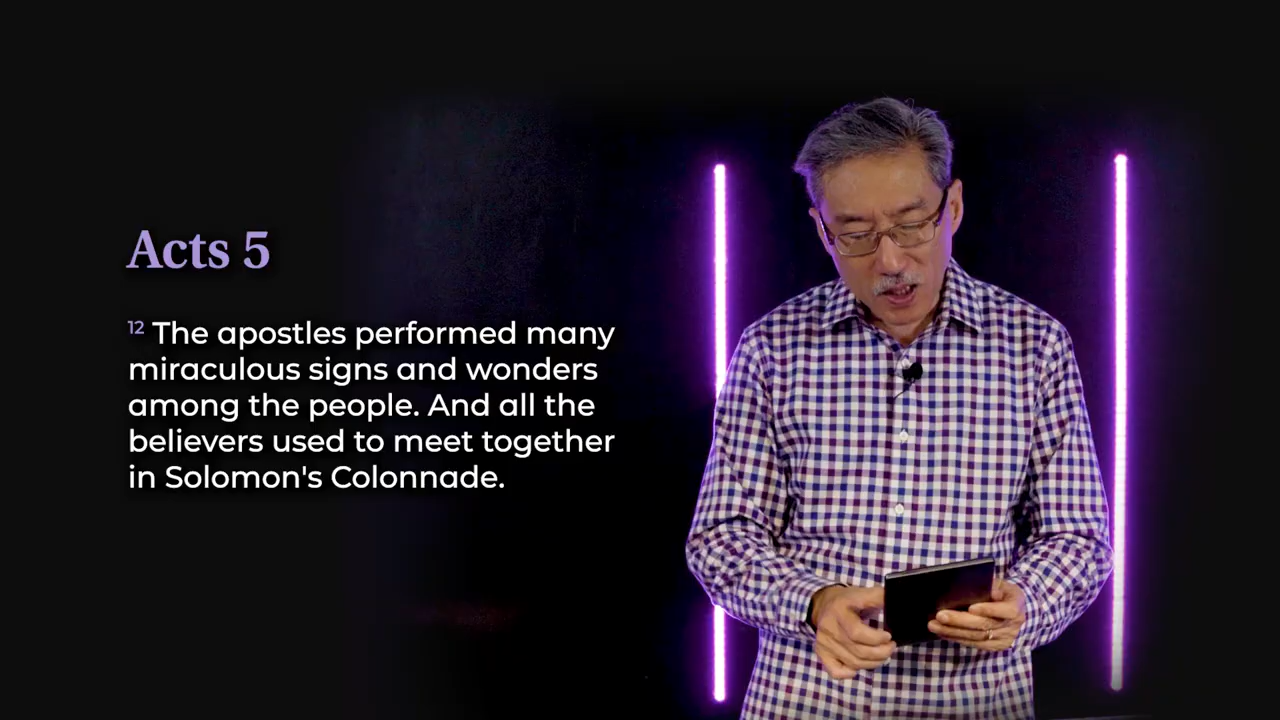 Acts 5
12 The apostles performed many
miraculous signs and wonders
among the people. And all the
believers used to meet together
in Solomon's Colonnade.